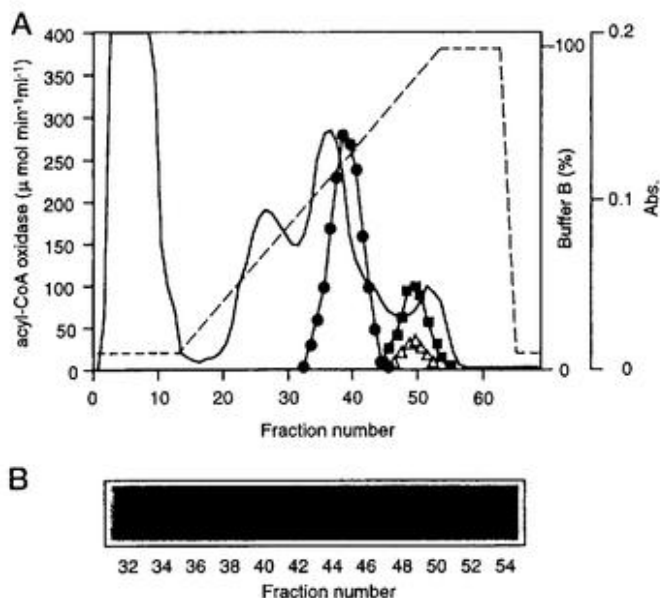 A
acyl-CoA oxidase (μ mol min⁻¹ml⁻¹)
400
350
300
250
200
150
100
50
0
0 10 20 30 40 50 60
Fraction number
100
0
Buffer B (%)
0.2
0.1
0
Abs.
B
32 34 36 38 40 42 44 46 48 50 52 54
Fraction number